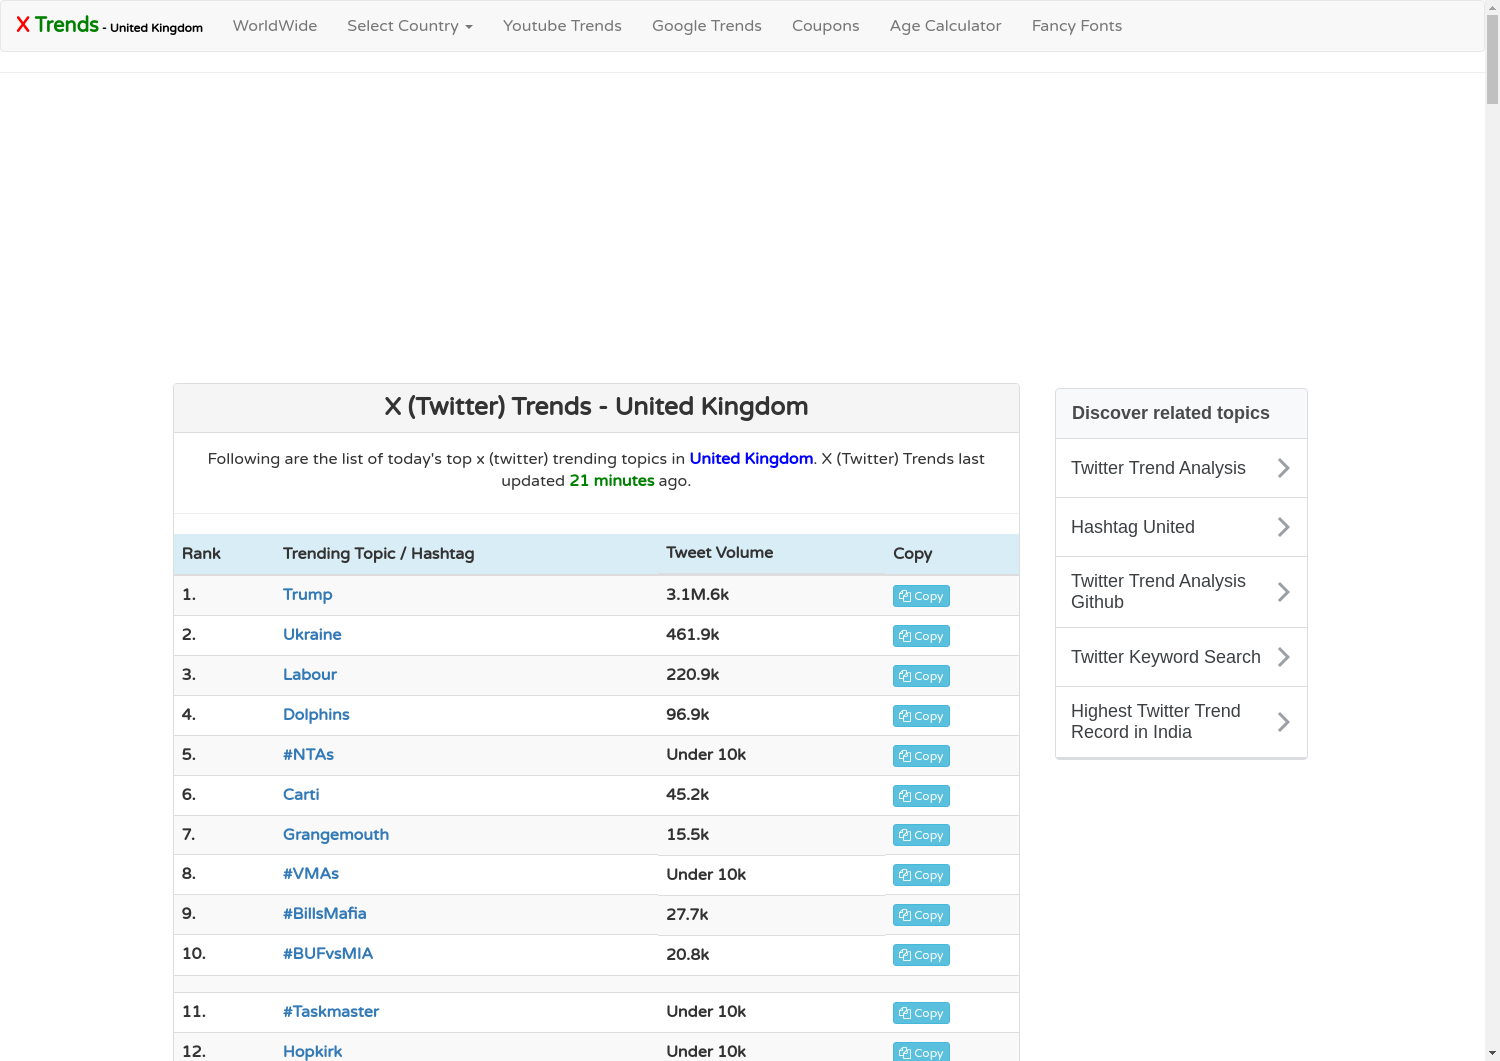 X Trends - United Kingdom WorldWide Select Country Youtube Trends Google Trends Coupons Age Calculator Fancy Fonts
X (Twitter) Trends - United Kingdom
Following are the list of today's top x (twitter) trending topics in United Kingdom. X (Twitter) Trends last
updated 21 minutes ago.
Rank Trending Topic / Hashtag Tweet Volume Copy
1. Trump 3.1M.6k Copy
2. Ukraine 461.9k Copy
3. Labour 220.9k Copy
4. Dolphins 96.9k Copy
5. #NTAs Under 10k Copy
6. Carti 45.2k Copy
7. Grangemouth 15.5k Copy
8. #VMAs Under 10k Copy
9. #BillsMafia 27.7k Copy
10. #BUFvsMIA 20.8k Copy
11. #Taskmaster Under 10k Copy
12. Hopkirk Under 10k Copy
Discover related topics
Twitter Trend Analysis
Hashtag United
Twitter Trend Analysis
Github
Twitter Keyword Search
Highest Twitter Trend
Record in India